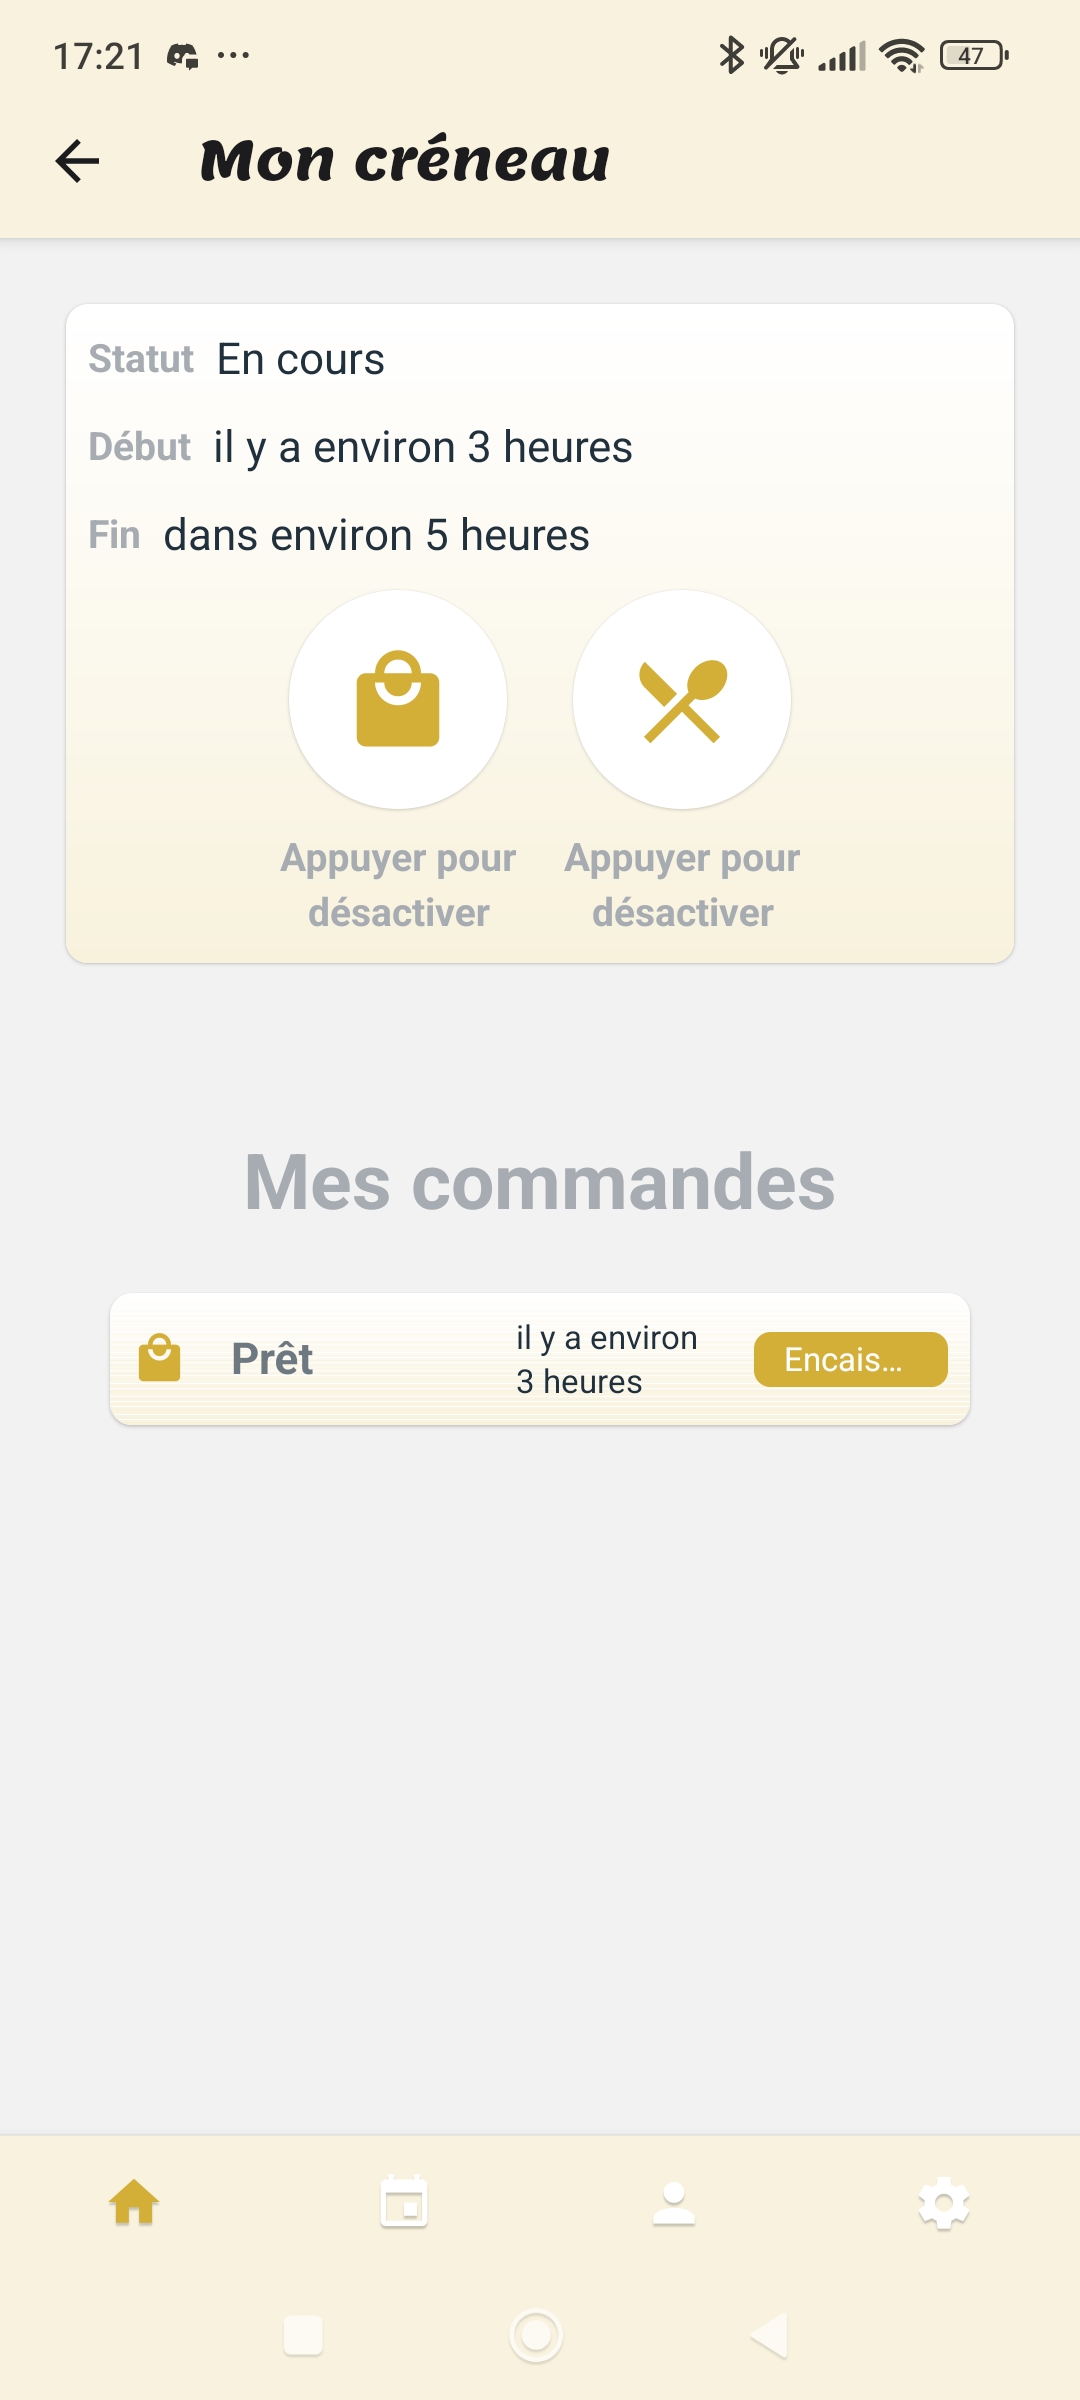 17:21
47
Mon créneau
Statut En cours
Début il y a environ 3 heures
Fin dans environ 5 heures
Appuyer pour désactiver
Appuyer pour désactiver
Mes commandes
Prêt
il y a environ
3 heures
Encais...